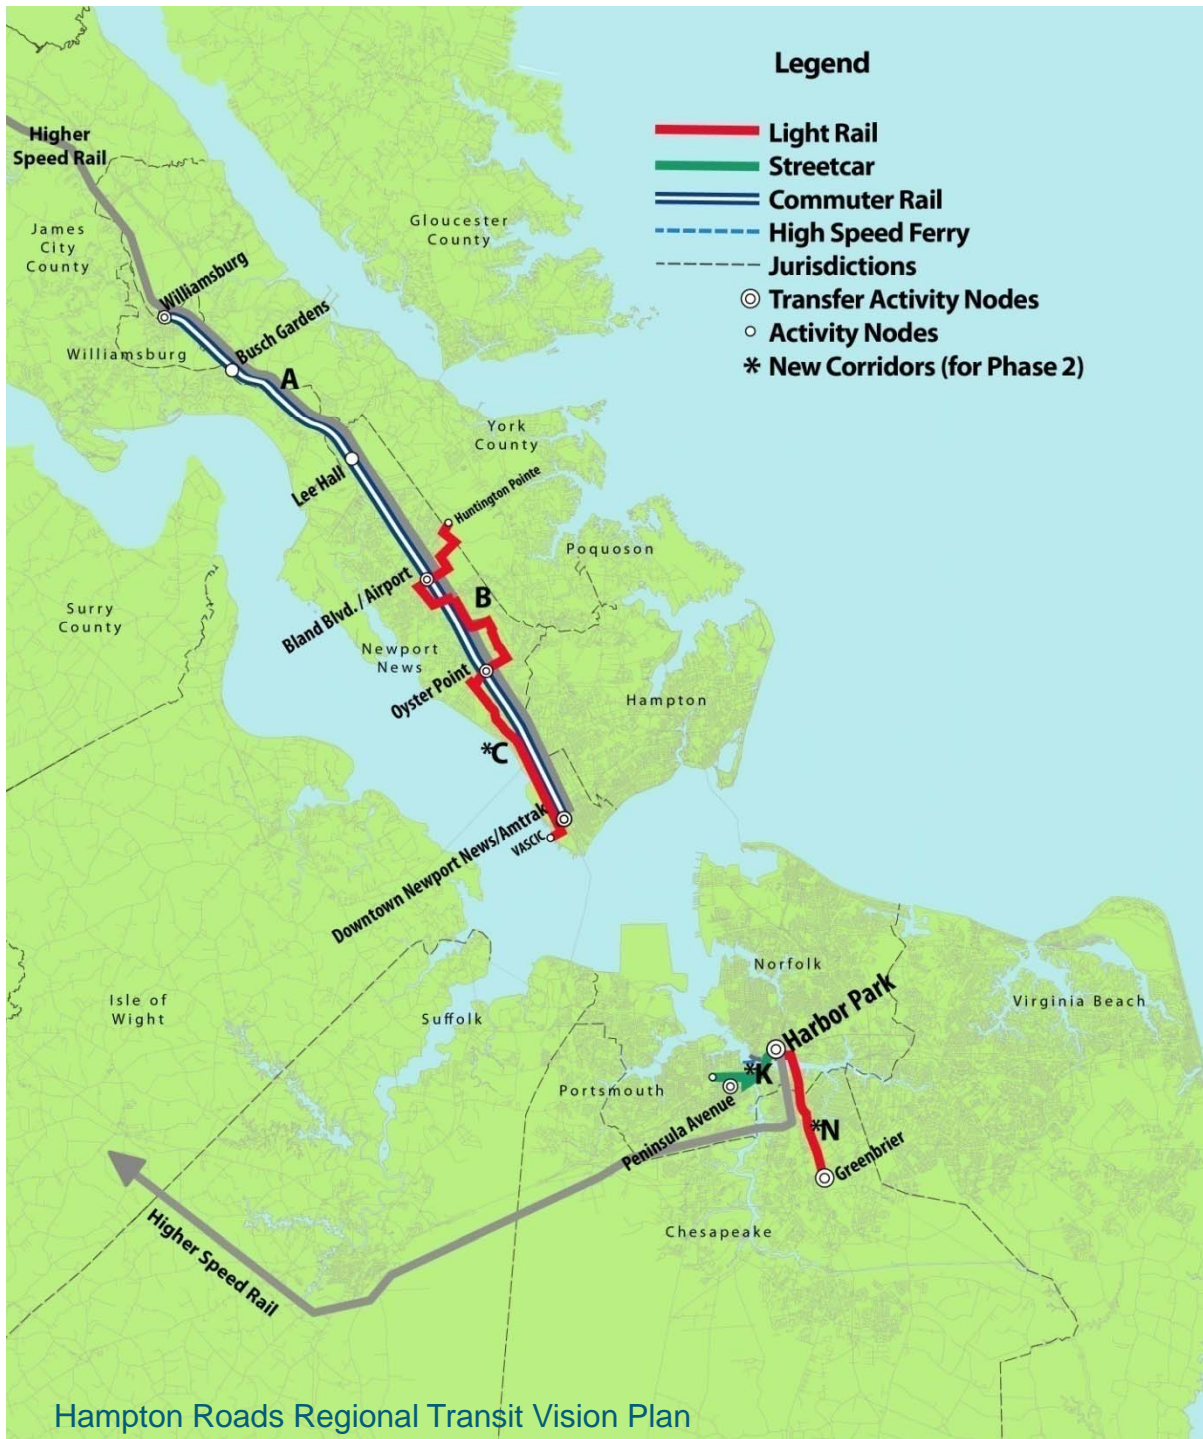 Legend
Light Rail
Streetcar
Commuter Rail
High Speed Ferry
Jurisdictions
Transfer Activity Nodes
Activity Nodes
* New Corridors (for Phase 2)
Higher
Speed Rail
James
City
County
Gloucester
County
Williamsburg
Busch Gardens
Williamsburg
A
York
County
Lee Hall
Huntington Pointe
Poquoson
Bland Blvd. / Airport
B
Surry
County
Newport
News
Oyster Point
Hampton
*C
Downtown Newport News/Amtrak
VASCIC
Norfolk
Harbor Park
Isle of
Wight
Suffolk
Virginia Beach
Portsmouth
*K
Peninsula Avenue
*N
Greenbrier
Chesapeake
Higher Speed Rail
Hampton Roads Regional Transit Vision Plan